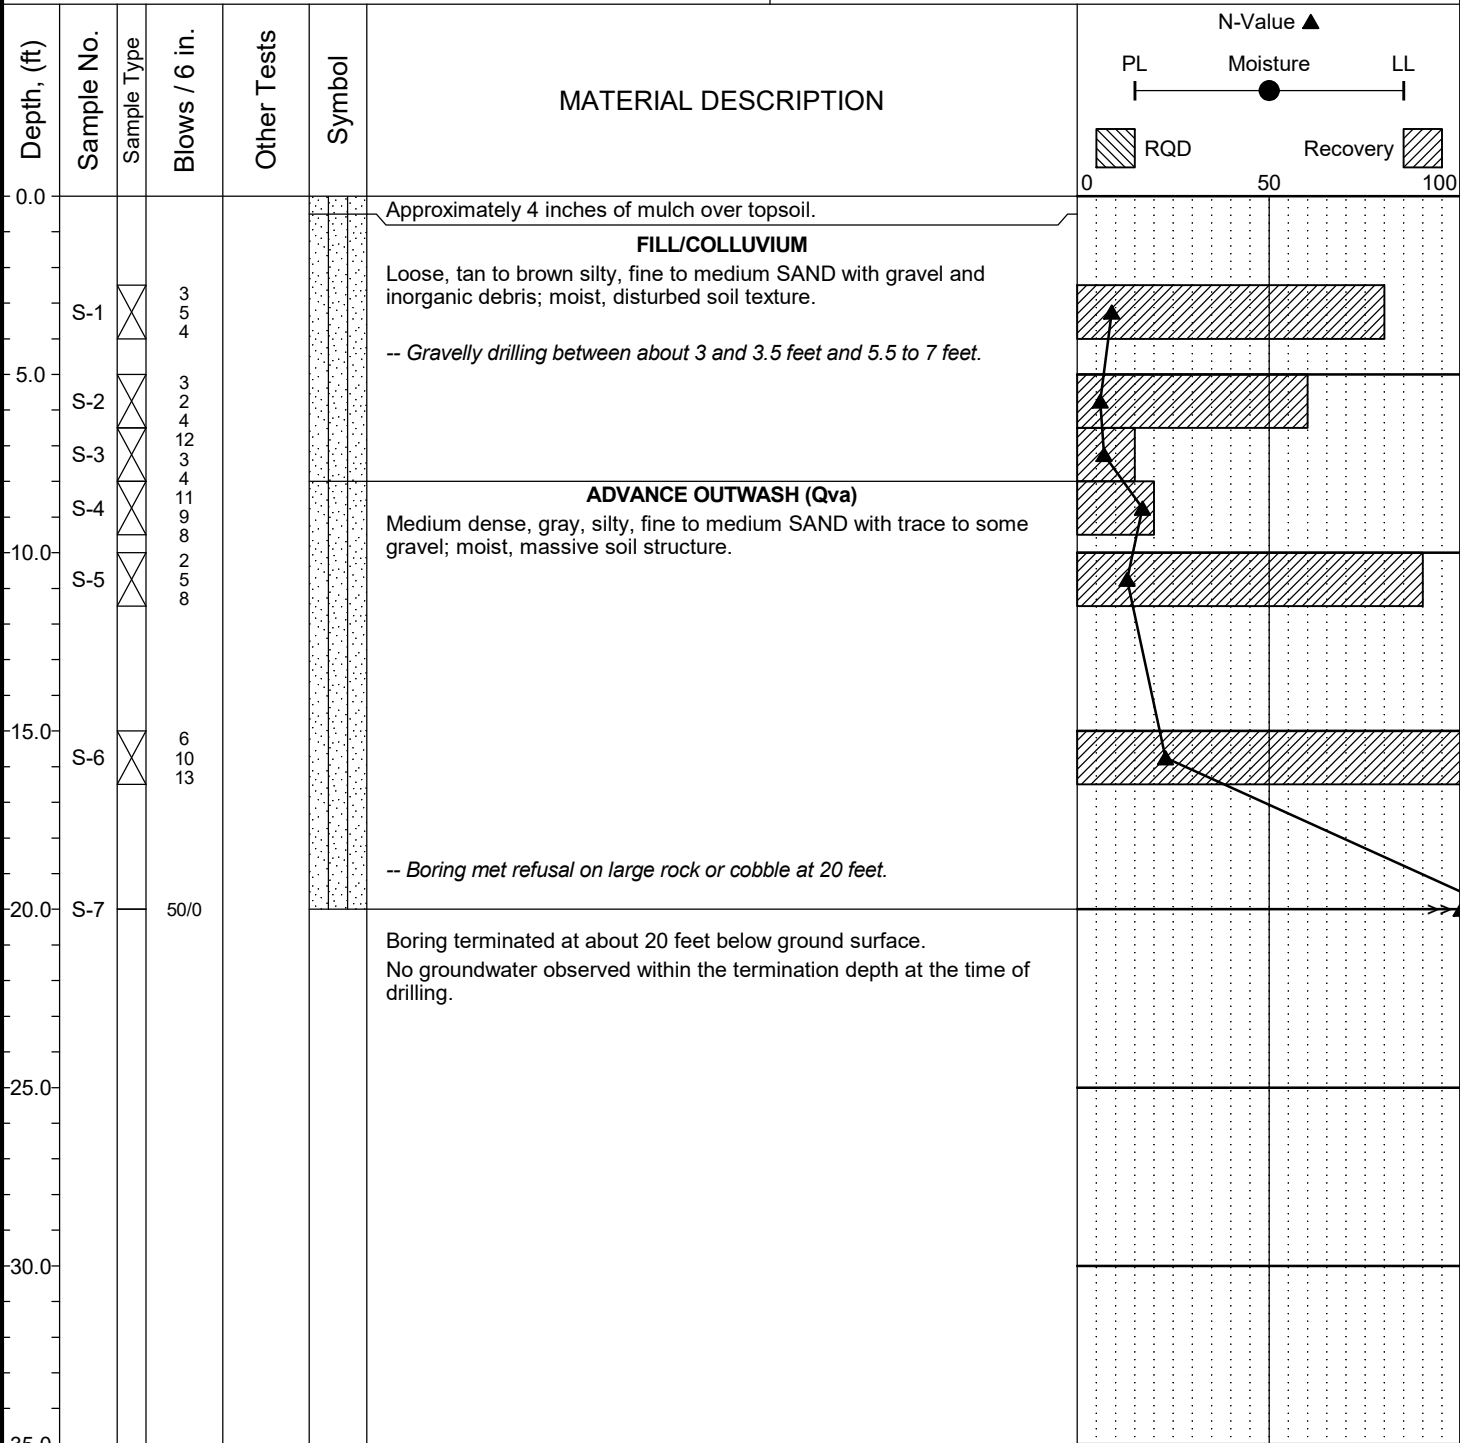 Depth, (ft)
Sample No.
Sample Type
Blows / 6 in.
Other Tests
Symbol
MATERIAL DESCRIPTION
N-Value ▲
PL Moisture LL
RQD Recovery
0 50 100
0.0
Approximately 4 inches of mulch over topsoil.
FILL/COLLUVIUM
Loose, tan to brown silty, fine to medium SAND with gravel and
inorganic debris; moist, disturbed soil texture.
S-1
3
5
4
-- Gravelly drilling between about 3 and 3.5 feet and 5.5 to 7 feet.
5.0
S-2
3
2
4
S-3
12
3
4
ADVANCE OUTWASH (Qva)
S-4
11
9
8
Medium dense, gray, silty, fine to medium SAND with trace to some
gravel; moist, massive soil structure.
10.0
S-5
2
5
8
15.0
S-6
6
10
13
-- Boring met refusal on large rock or cobble at 20 feet.
20.0 S-7 50/0
>>
Boring terminated at about 20 feet below ground surface.
No groundwater observed within the termination depth at the time of
drilling.
25.0
30.0
35.0